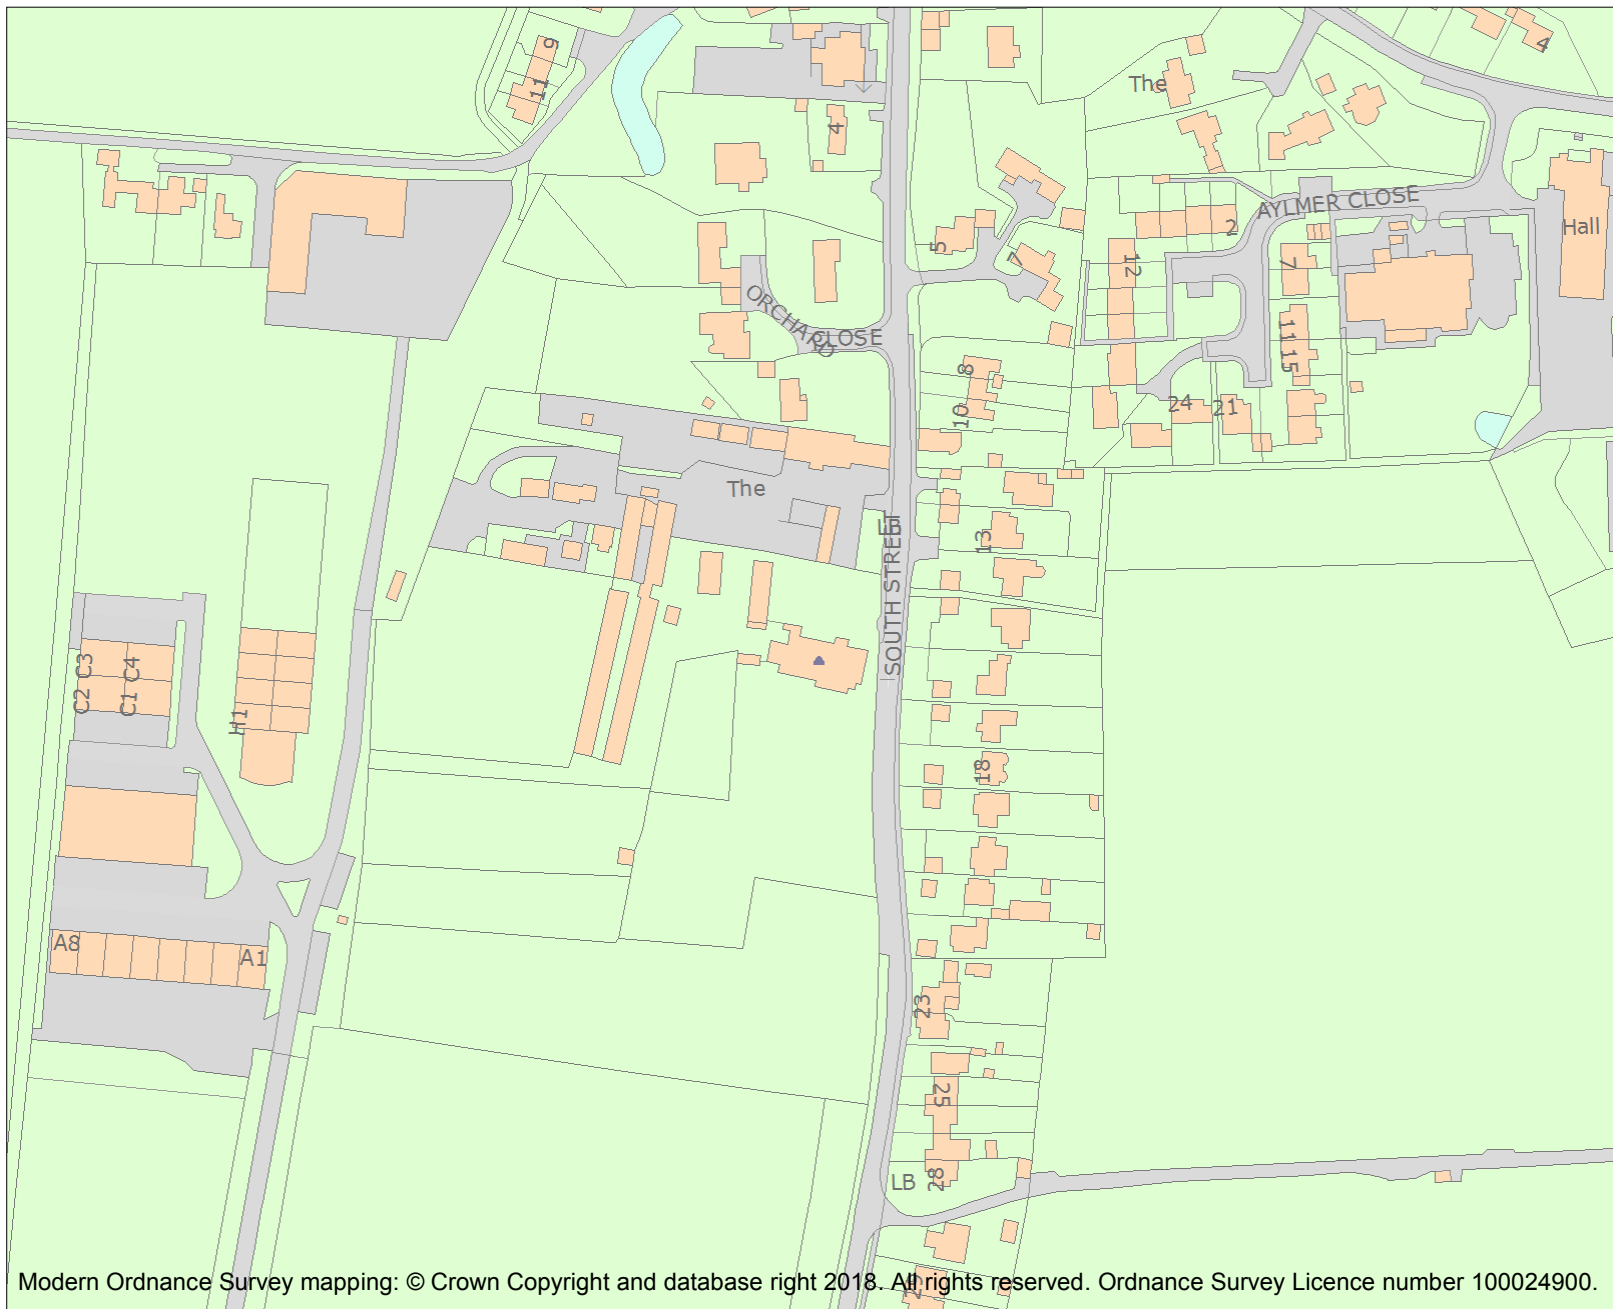 9
11
4
4
The
5
7
2
AYLMER CLOSE
Hall
12
7
ORCHARD
CLOSE
11
15
8
10
24
21
The
LB
SOUTH STREET
13
C3
C4
C2
C1
H1
18
A8
A1
23
25
LB
28
Modern Ordnance Survey mapping: © Crown Copyright and database right 2018. All rights reserved. Ordnance Survey Licence number 100024900.